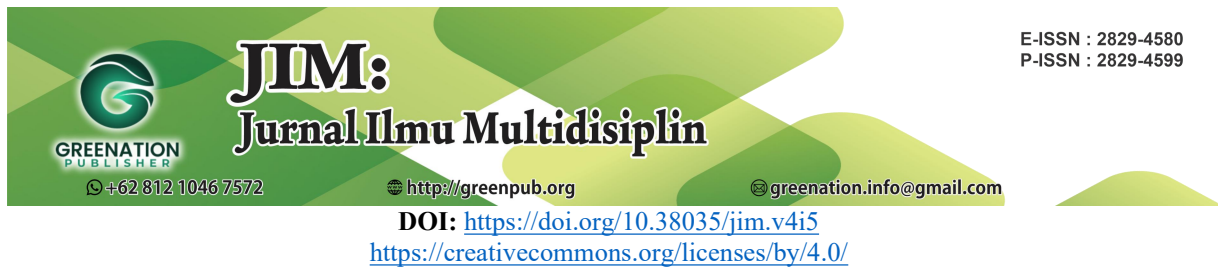 E-ISSN : 2829-4580
P-ISSN : 2829-4599
JIM:
Jurnal Ilmu Multidisiplin
GREENATION
PUBLISHER
+62 812 1046 7572
http://greenpub.org
greenation.info@gmail.com
DOI: https://doi.org/10.38035/jim.v4i5
https://creativecommons.org/licenses/by/4.0/